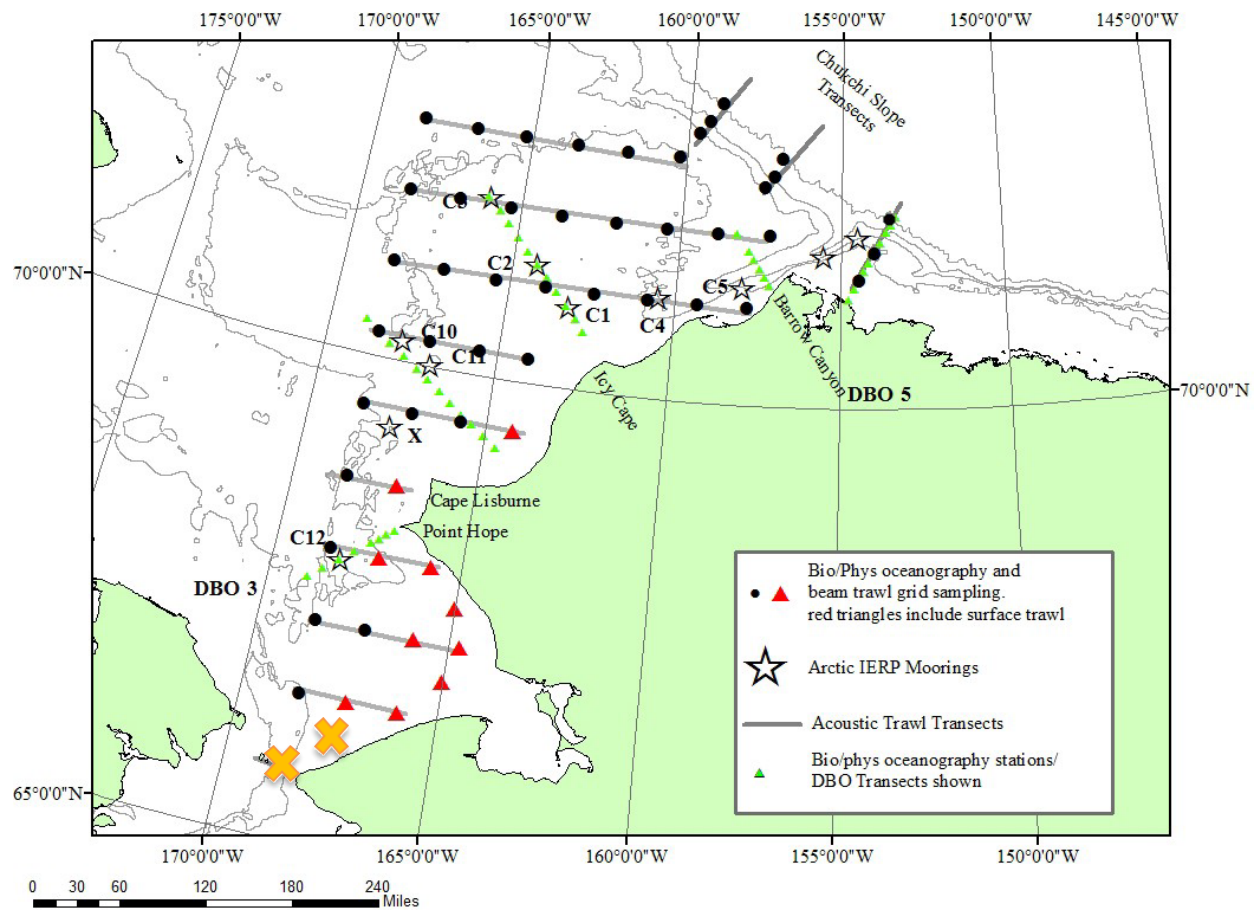 175°0'0"W 170°0'0"W 165°0'0"W 160°0'0"W 155°0'0"W 150°0'0"W 145°0'0"W
Chukchi Slope
Transects
C3
C2
70°0'0"N
C5
C1
C4
C10
C11
Barrow Canyon
Icy Cape
DBO 5
70°0'0"N
X
Cape Lisburne
Point Hope
C12
DBO 3
Bio/Phys oceanography and
beam trawl grid sampling.
red triangles include surface trawl
Arctic IERP Moorings
Acoustic Trawl Transects
Bio/phys oceanography stations/
DBO Transects shown
65°0'0"N
170°0'0"W 165°0'0"W 160°0'0"W 155°0'0"W 150°0'0"W
0 30 60 120 180 240
Miles